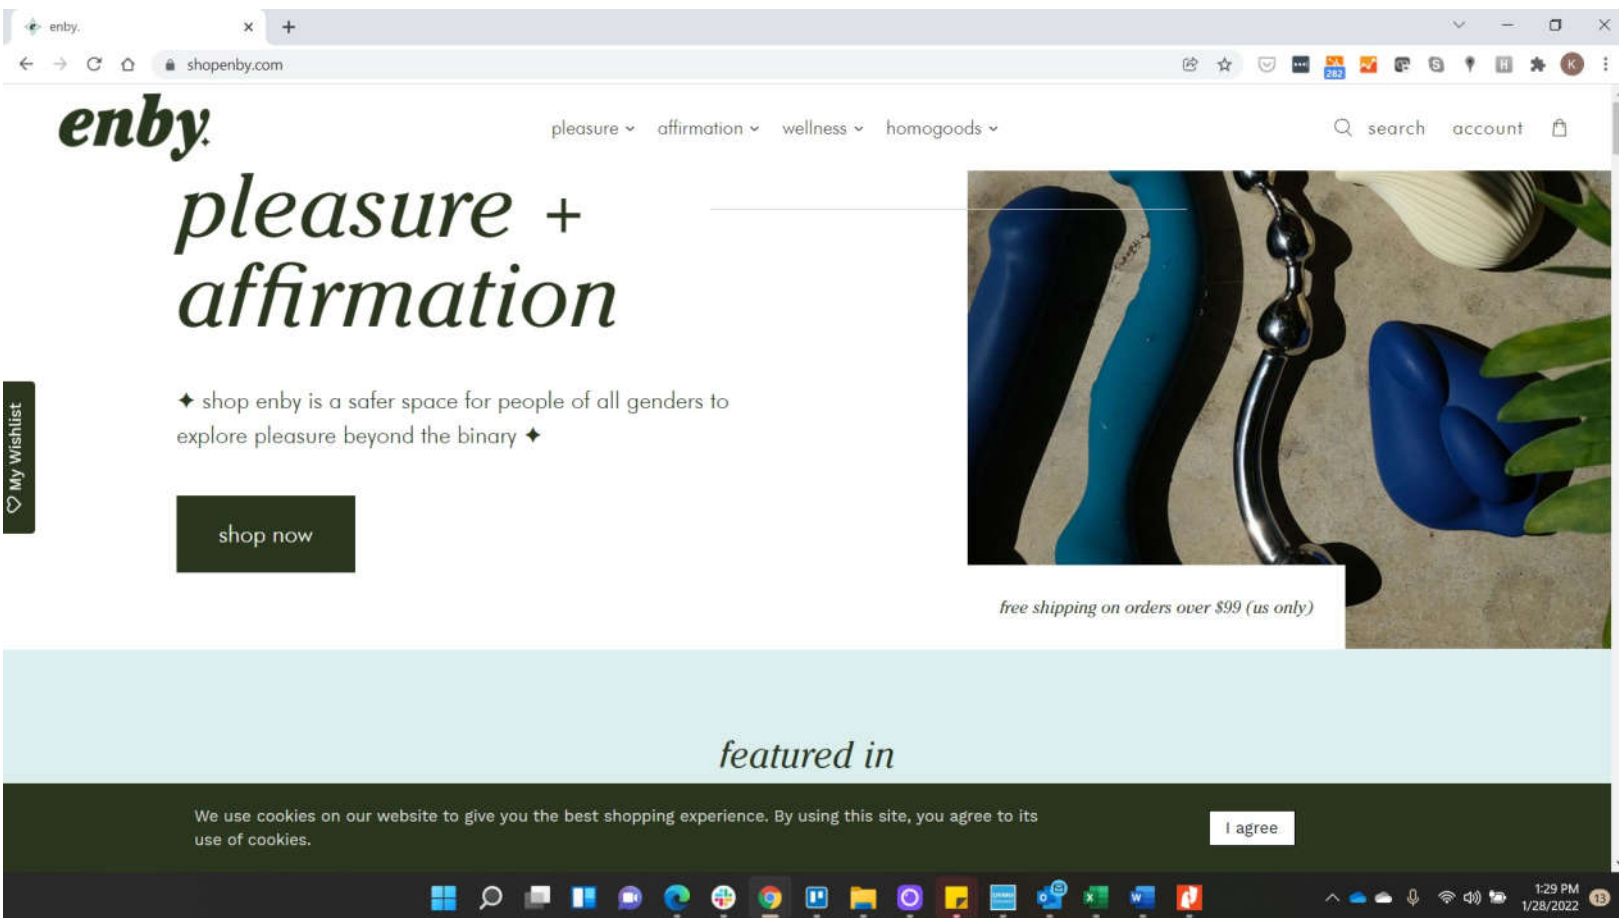 enby.
shopenby.com
282
K
enby.
pleasure affirmation wellness homogoods
search account
pleasure +
affirmation
shop enby is a safer space for people of all genders to
explore pleasure beyond the binary
My Wishlist
shop now
free shipping on orders over $99 (us only)
featured in
We use cookies on our website to give you the best shopping experience. By using this site, you agree to its
use of cookies.
I agree
1:29 PM
1/28/2022
13